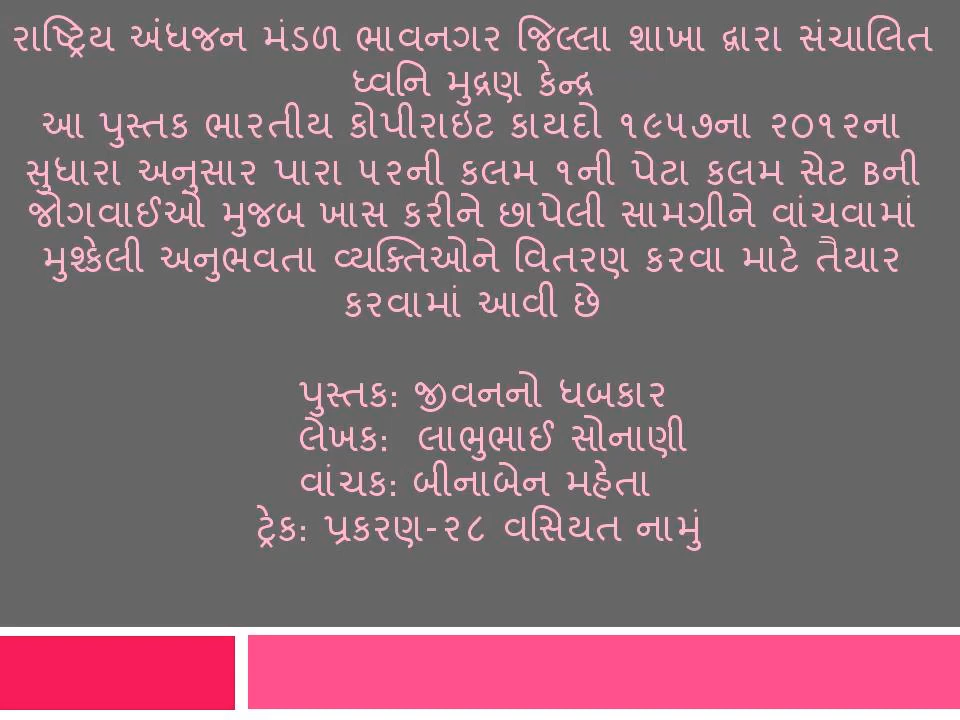 રાષ્ટ્રિય અંધજન મંડળ ભાવનગર જિલ્લા શાખા દ્વારા સંચાલિત
ધ્વનિ મુદ્રણ કેન્દ્ર
આ પુસ્તક ભારતીય કોપીરાઇટ કાયદો ૧૯૫૭ના ૨૦૧૨ના
સુધારા અનુસાર પારા ૫૨ની કલમ ૧ની પેટા કલમ સેટ Bની
જોગવાઈઓ મુજબ ખાસ કરીને છાપેલી સામગ્રીને વાંચવામાં
મુશ્કેલી અનુભવતા વ્યક્તિઓને વિતરણ કરવા માટે તૈયાર
કરવામાં આવી છે
પુસ્તક: જીવનનો ધબકાર
લેખક: લાભુભાઈ સોનાણી
વાંચક: બીનાબેન મહેતા
ટ્રેક: પ્રકરણ-૨૮ વસિયત નામું